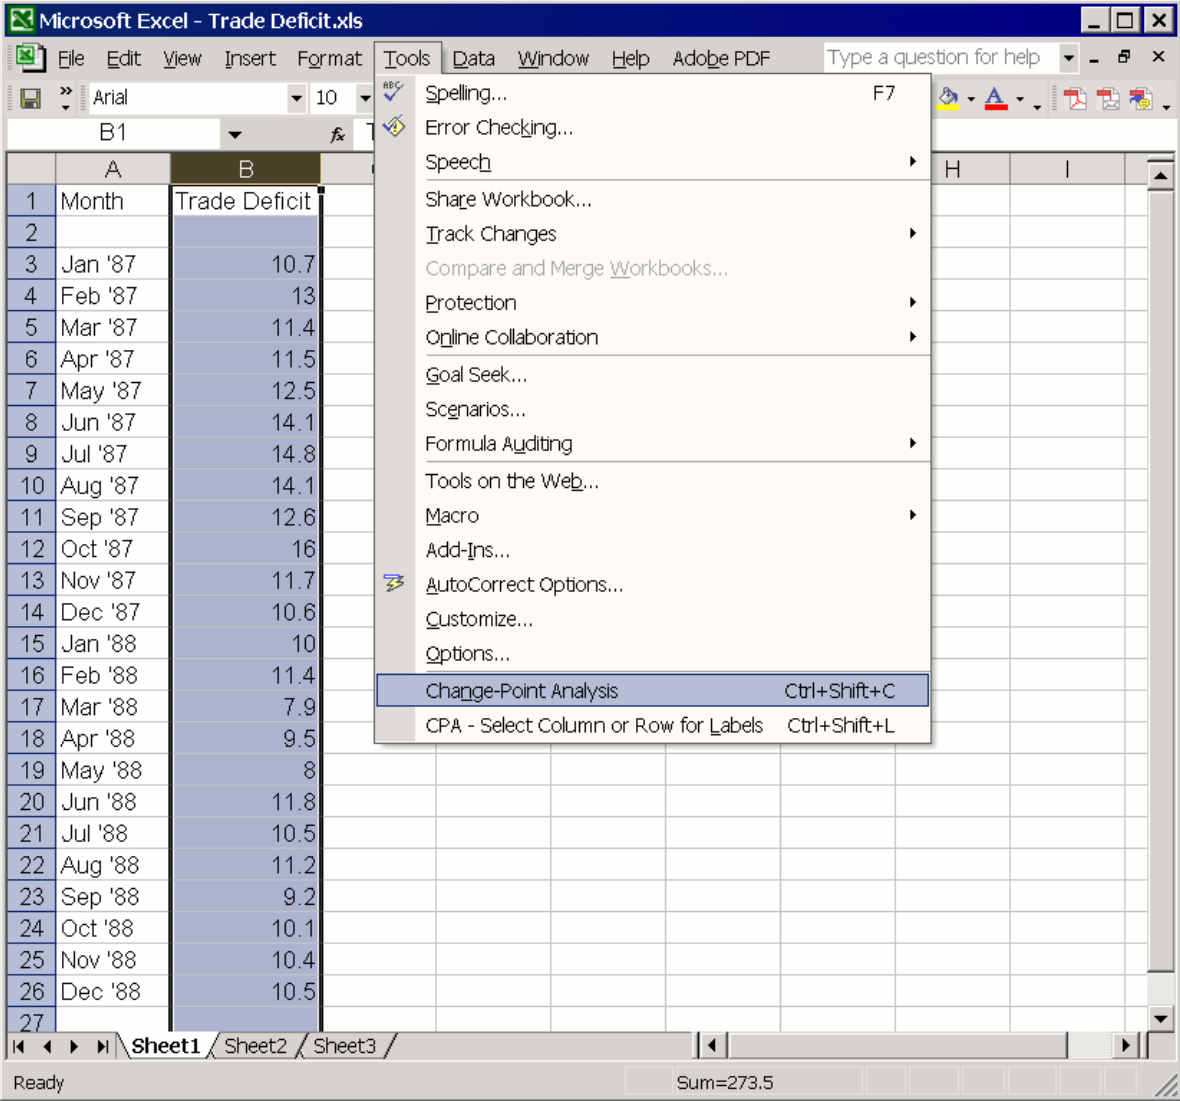 Microsoft Excel - Trade Deficit.xls
File Edit View Insert Format Tools Data Window Help Adobe PDF Type a question for help
Arial 10
B1 fx
A B H I
1 Month Trade Deficit
2
3 Jan '87 10.7
4 Feb '87 13
5 Mar '87 11.4
6 Apr '87 11.5
7 May '87 12.5
8 Jun '87 14.1
9 Jul '87 14.8
10 Aug '87 14.1
11 Sep '87 12.6
12 Oct '87 16
13 Nov '87 11.7
14 Dec '87 10.6
15 Jan '88 10
16 Feb '88 11.4
17 Mar '88 7.9
18 Apr '88 9.5
19 May '88 8
20 Jun '88 11.8
21 Jul '88 10.5
22 Aug '88 11.2
23 Sep '88 9.2
24 Oct '88 10.1
25 Nov '88 10.4
26 Dec '88 10.5
27
Spelling... F7
Error Checking...
Speech
Share Workbook...
Track Changes
Compare and Merge Workbooks...
Protection
Online Collaboration
Goal Seek...
Scenarios...
Formula Auditing
Tools on the Web...
Macro
Add-Ins...
AutoCorrect Options...
Customize...
Options...
Change-Point Analysis Ctrl+Shift+C
CPA - Select Column or Row for Labels Ctrl+Shift+L
Sheet1 Sheet2 Sheet3
Ready Sum=273.5